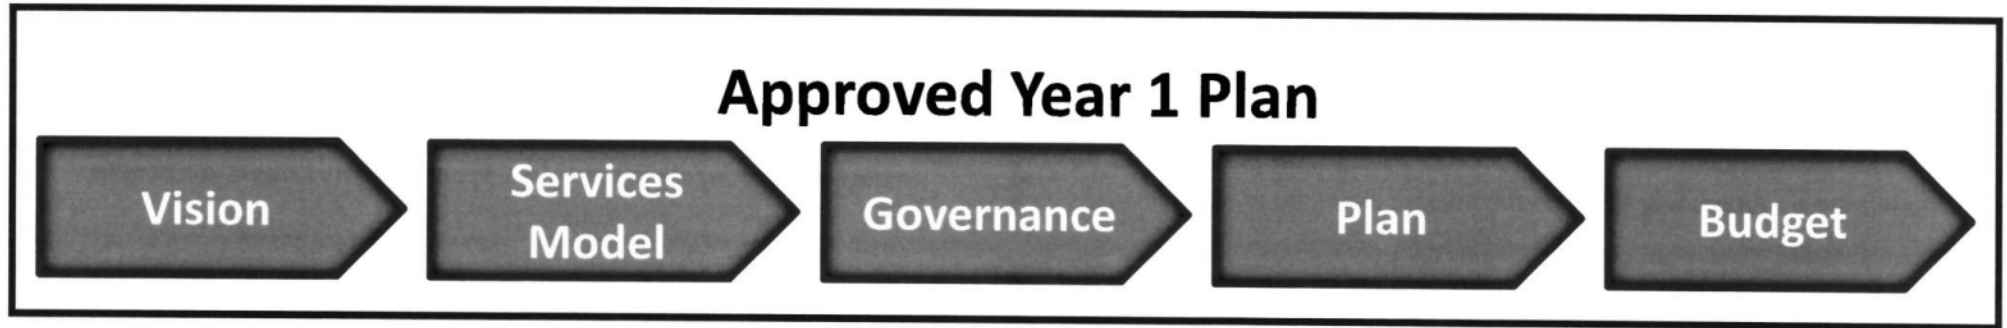 Approved Year 1 Plan
Vision
Services
Model
Governance
Plan
Budget